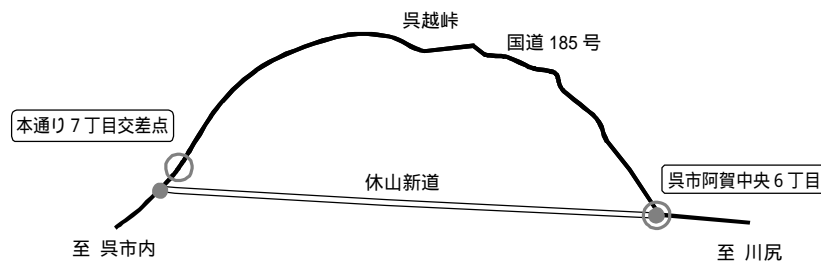 呉越峠
国道 185 号
本通り７丁目交差点
休山新道
呉市阿賀中央６丁目
至 呉市内
至 川尻